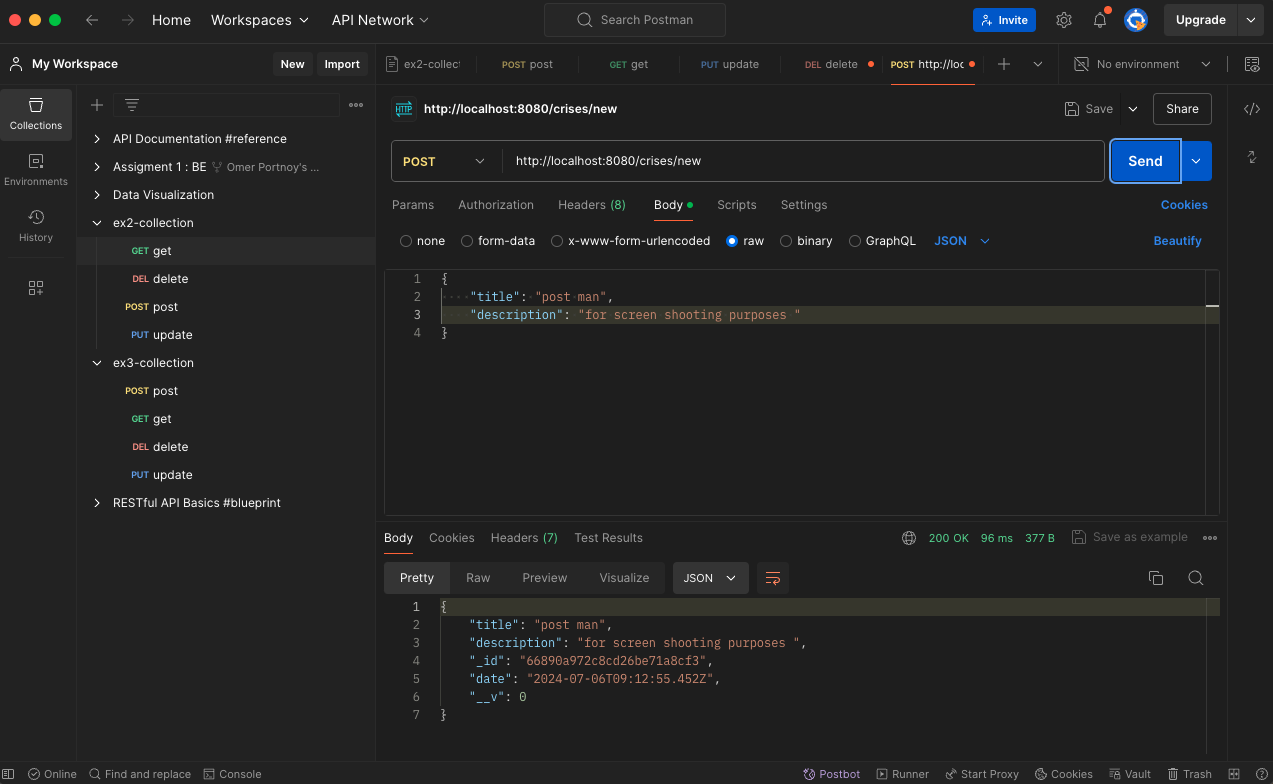 Home Workspaces API Network Search Postman Invite Upgrade
My Workspace New Import ex2-collec POST post GET get PUT update DEL delete POST http://loc No environment
Collections
Environments
History
API Documentation #reference
Assigment 1 : BE Omer Portnoy's ...
Data Visualization
ex2-collection
GET get
DEL delete
POST post
PUT update
ex3-collection
POST post
GET get
DEL delete
PUT update
RESTful API Basics #blueprint
HTTP http://localhost:8080/crises/new Save Share
POST http://localhost:8080/crises/new Send
Params Authorization Headers (8) Body Scripts Settings Cookies
none form-data x-www-form-urlencoded raw binary GraphQL JSON Beautify
1 {
2 "title": "post man",
3 "description": "for screen shooting purposes "
4 }
Body Cookies Headers (7) Test Results 200 OK 96 ms 377 B Save as example
Pretty Raw Preview Visualize JSON
1 {
2 "title": "post man",
3 "description": "for screen shooting purposes ",
4 "_id": "66890a972c8cd26be71a8cf3",
5 "date": "2024-07-06T09:12:55.452Z",
6 "__v": 0
7 }
Online Find and replace Console Postbot Runner Start Proxy Cookies Vault Trash